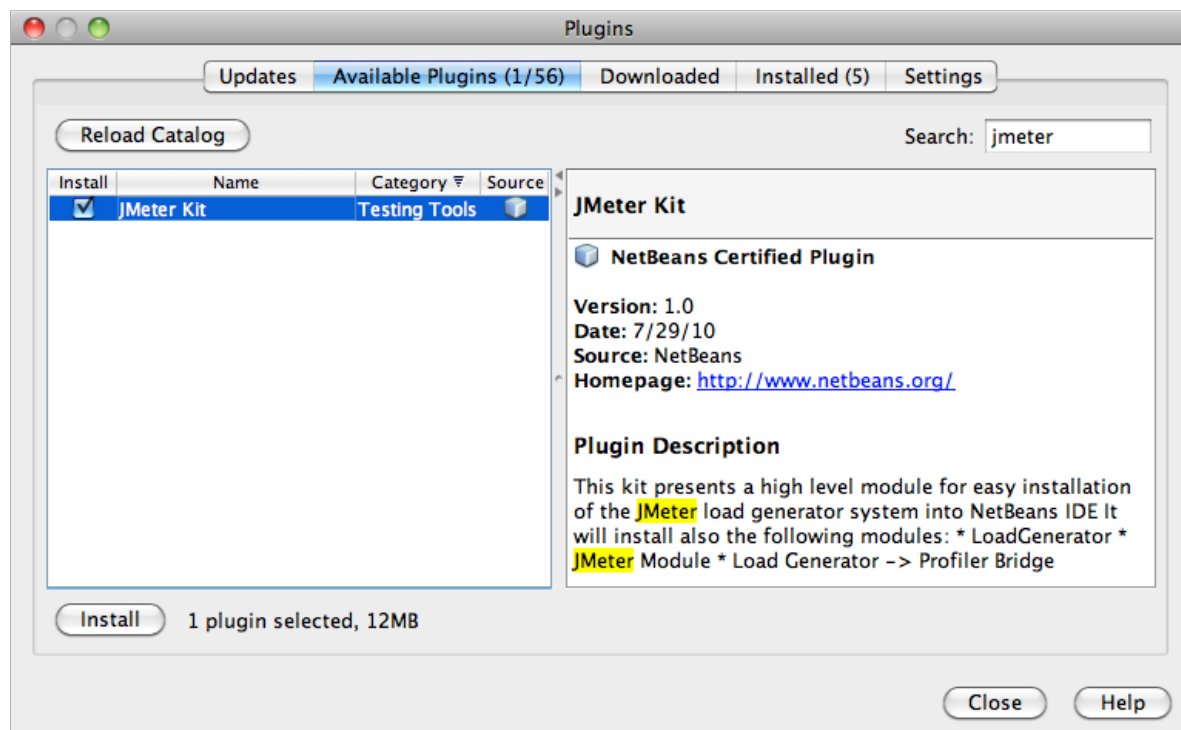 Plugins
Updates Available Plugins (1/56) Downloaded Installed (5) Settings
Reload Catalog
Search: jmeter
Install Name Category Source
JMeter Kit Testing Tools
JMeter Kit
NetBeans Certified Plugin
Version: 1.0
Date: 7/29/10
Source: NetBeans
Homepage: http://www.netbeans.org/
Plugin Description
This kit presents a high level module for easy installation
of the JMeter load generator system into NetBeans IDE It
will install also the following modules: * LoadGenerator *
JMeter Module * Load Generator -> Profiler Bridge
Install 1 plugin selected, 12MB
Close Help